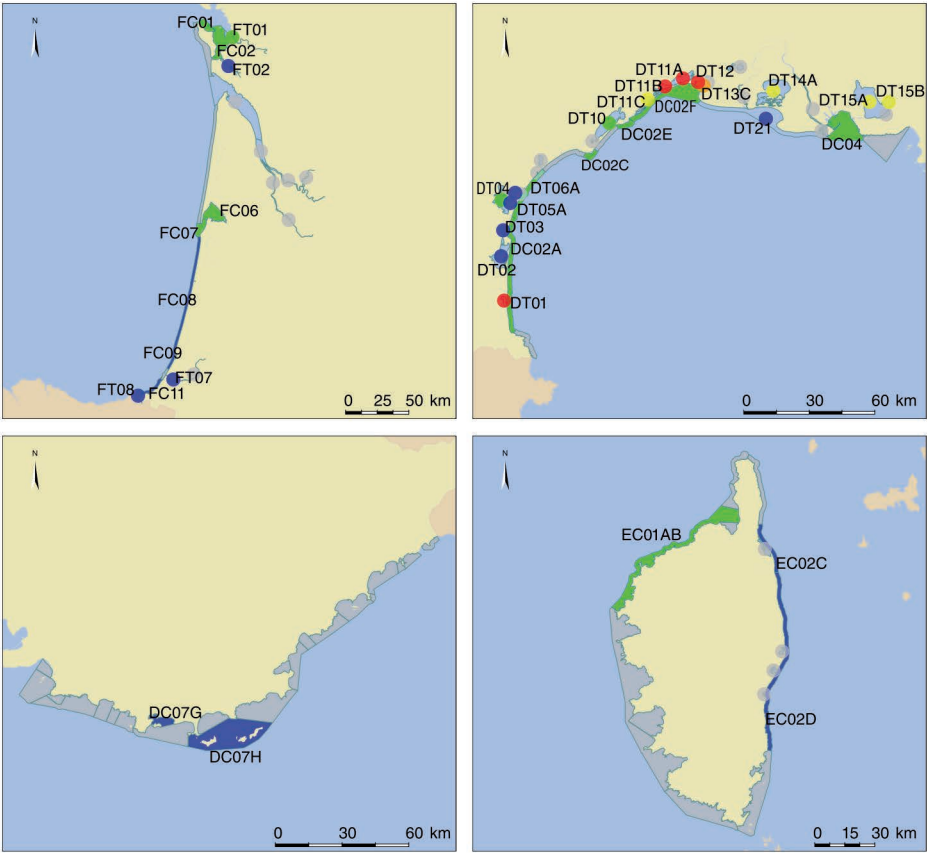 N
FC01
FT01
FC02
FT02
FC06
FC07
FC08
FC09
FT08
FC11
FT07
0 25 50 km
N
DT11A
DT12
DT11B
DT14A
DT13C
DT11C
DC02F
DT15B
DT15A
DT10
DT21
DC02E
DC04
DC02C
DT04
DT06A
DT05A
DT03
DC02A
DT02
DT01
0 30 60 km
N
DC07G
DC07H
0 30 60 km
N
EC01AB
EC02C
EC02D
0 15 30 km